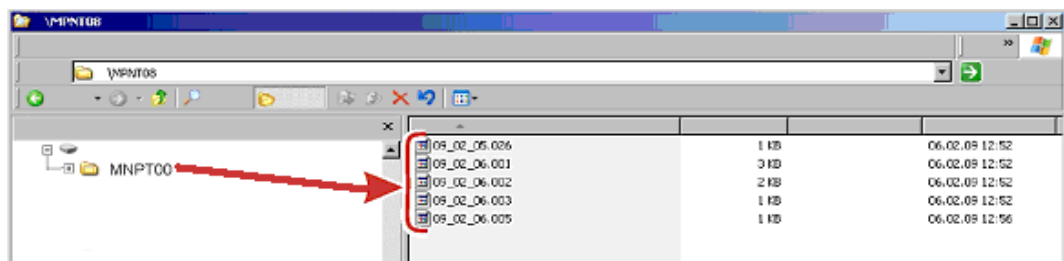 \MPNT08
\MPNT08
MNPT00
09_02_05.026 1 KB 06.02.09 12:52
09_02_06.001 3 KB 06.02.09 12:52
09_02_06.002 2 KB 06.02.09 12:52
09_02_06.003 1 KB 06.02.09 12:52
09_02_06.005 1 KB 06.02.09 12:56